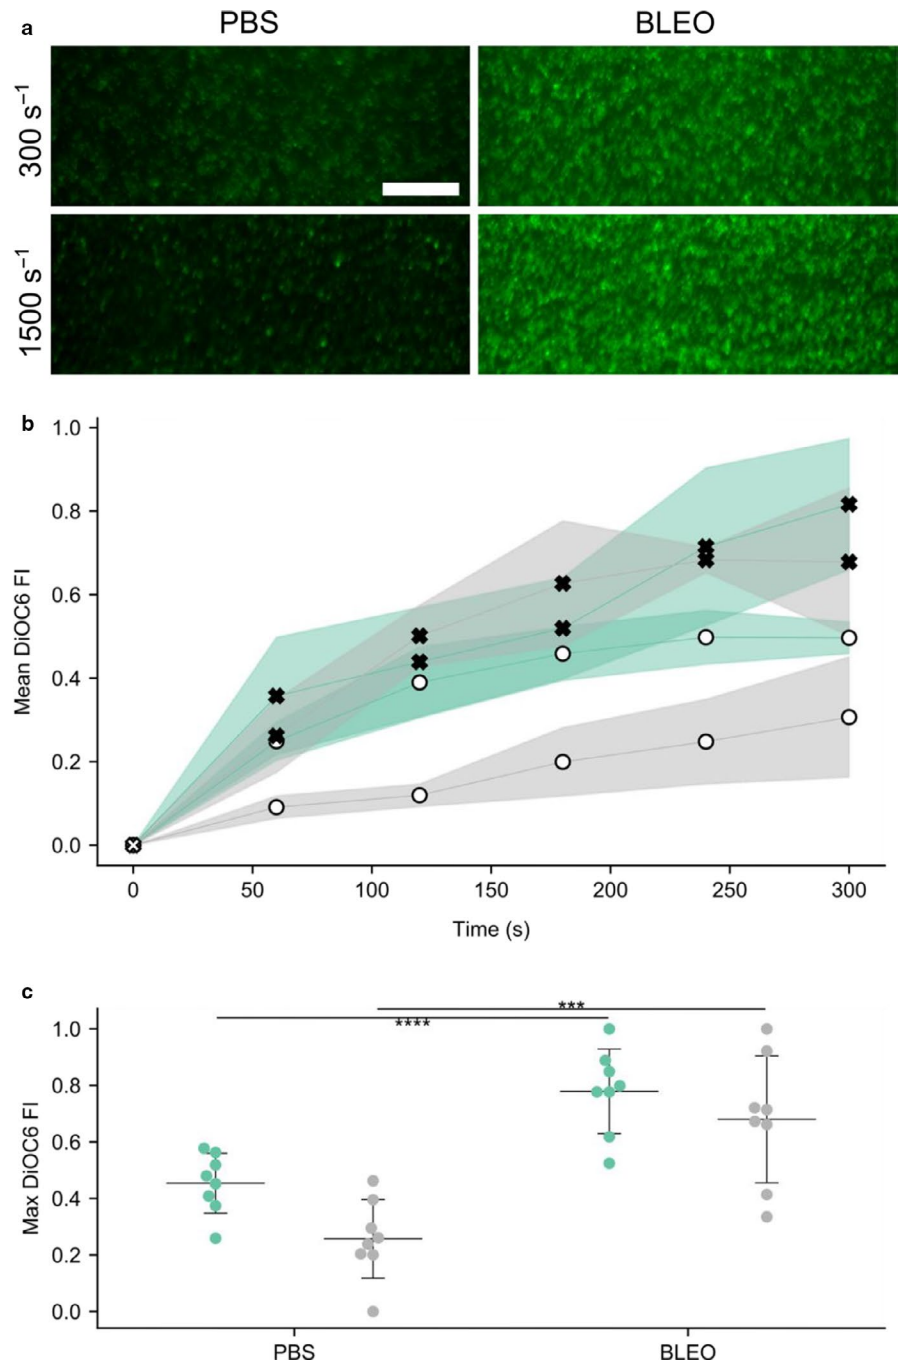 a
PBS
BLEO
300 s⁻¹
1500 s⁻¹
b
1.0
0.8
0.6
0.4
0.2
0.0
Mean DiOC6 FI
0
50
100
150
200
250
300
Time (s)
c
***
****
1.0
0.8
0.6
0.4
0.2
0.0
Max DiOC6 FI
PBS
BLEO